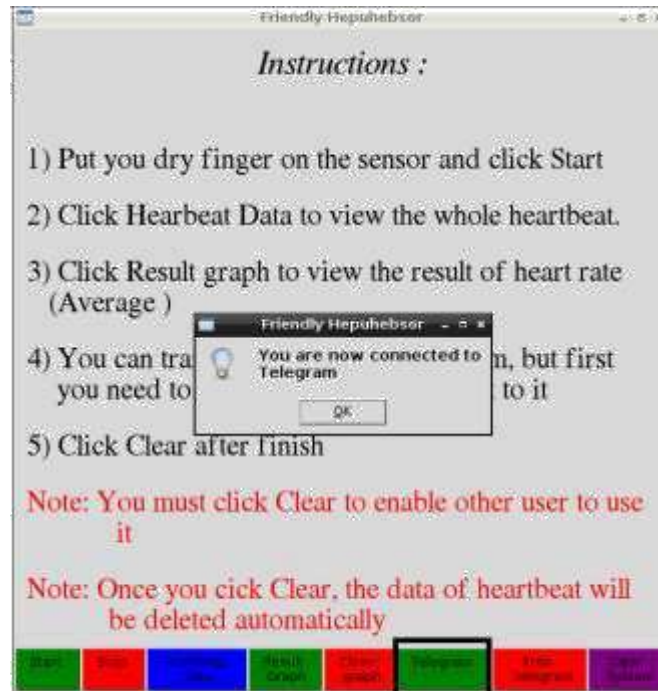 Friendly Hepuhebsor
Instructions :
1) Put you dry finger on the sensor and click Start
2) Click Hearbeat Data to view the whole heartbeat.
3) Click Result graph to view the result of heart rate
(Average )
Friendly Hepuhebsor
You are now connected to
Telegram
OK
4) You can tra m, but first
you need to to it
5) Click Clear after finish
Note: You must click Clear to enable other user to use
it
Note: Once you cick Clear, the data of heartbeat will
be deleted automatically
Start
Result
Graph
Telegram